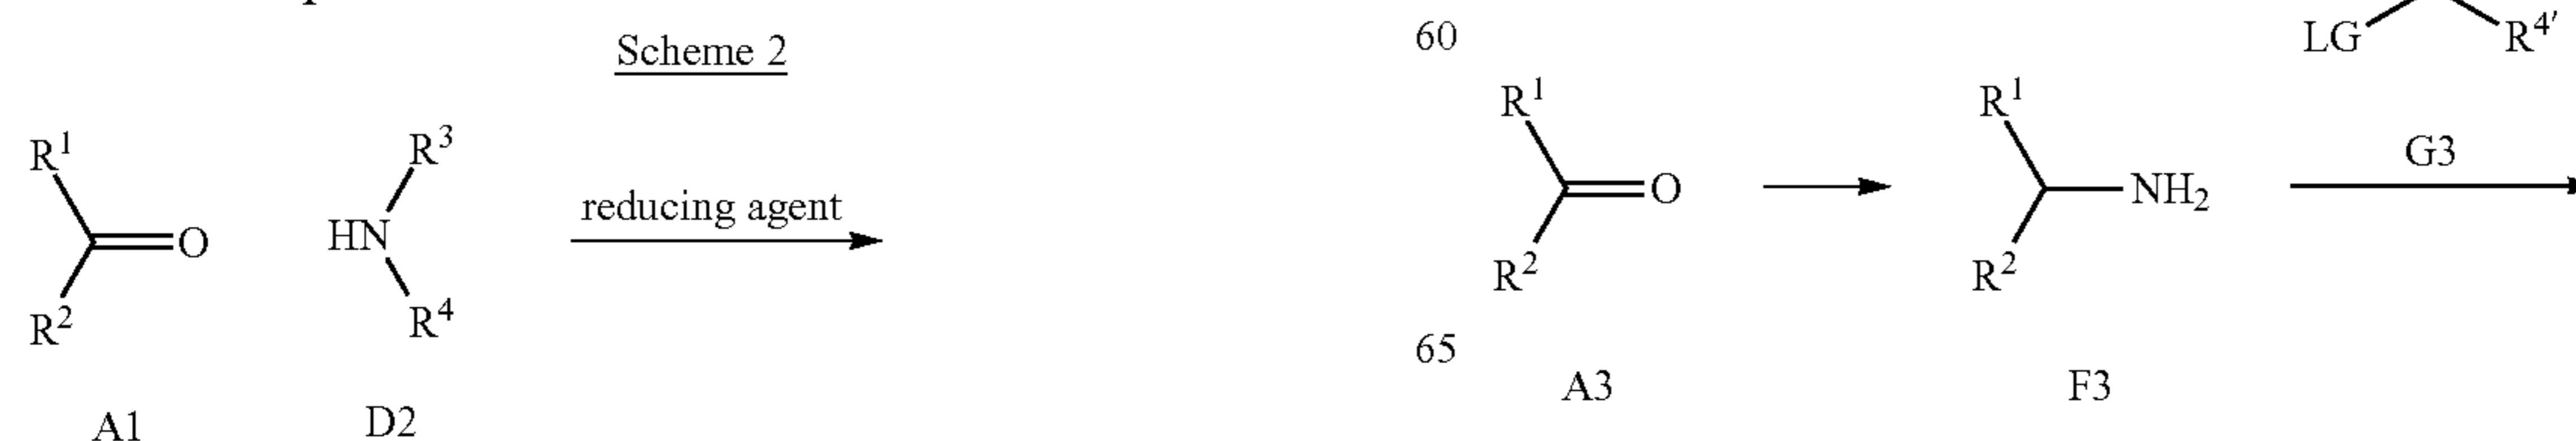 Scheme 2
R1
R2
O
A1
HN
R3
R4
D2
reducing agent
60
65
R1
R2
O
A3
R1
R2
NH2
F3
LG
R4′
G3